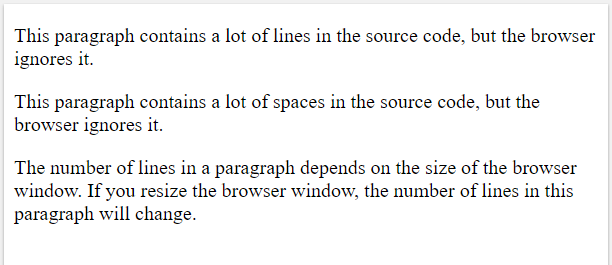 This paragraph contains a lot of lines in the source code, but the browser
ignores it.
This paragraph contains a lot of spaces in the source code, but the
browser ignores it.
The number of lines in a paragraph depends on the size of the browser
window. If you resize the browser window, the number of lines in this
paragraph will change.